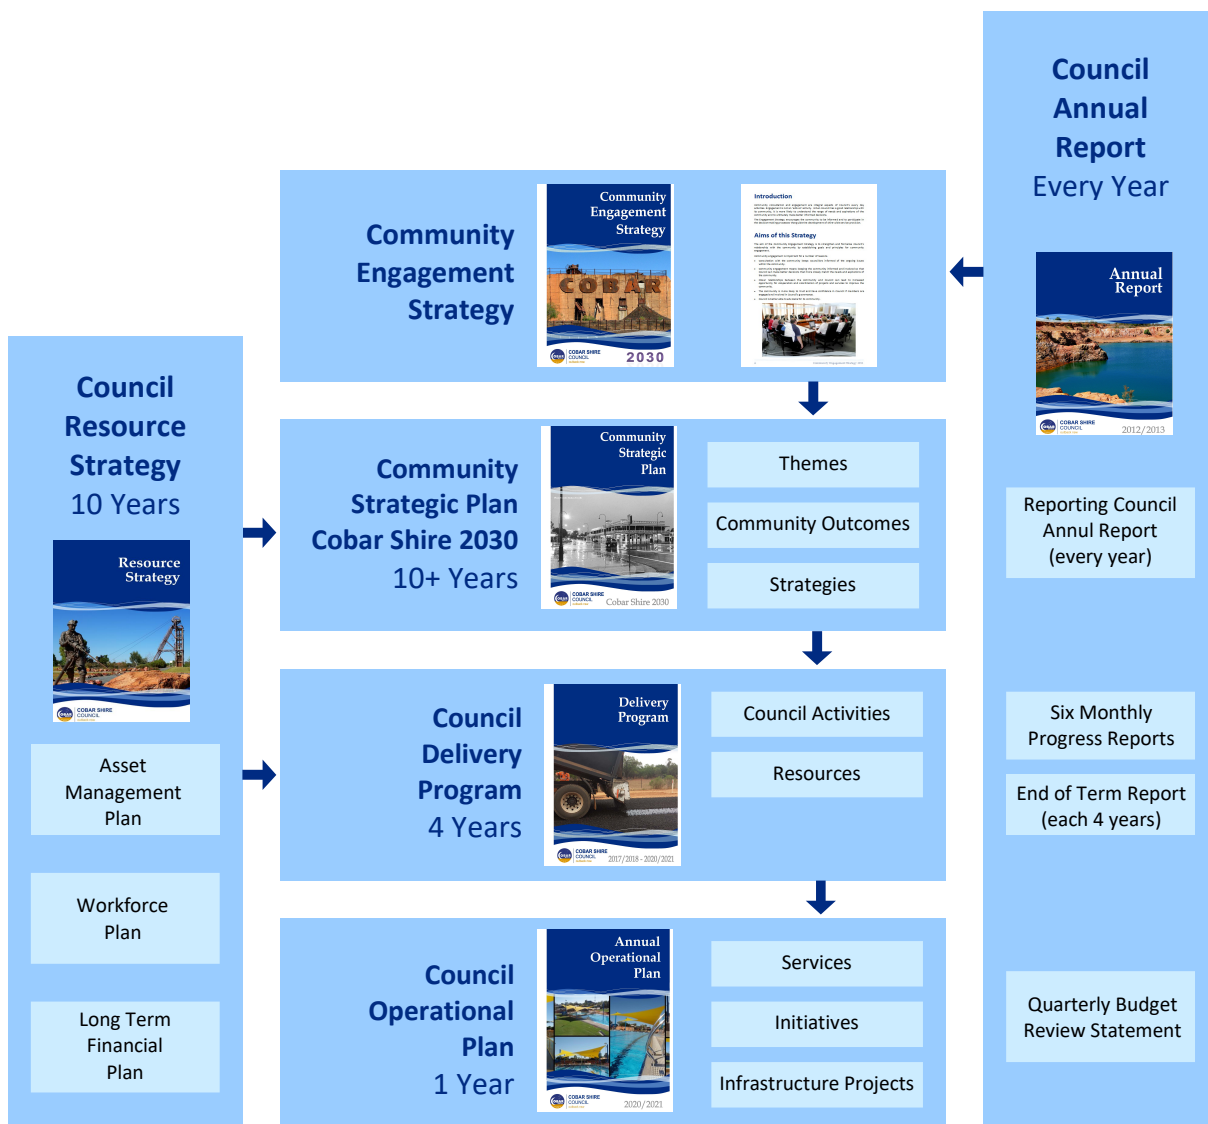 Council
Annual
Report
Every Year
Annual
Report
COBAR SHIRE
COUNCIL
2012/2013
Reporting Council
Annul Report
(every year)
Six Monthly
Progress Reports
End of Term Report
(each 4 years)
Quarterly Budget
Review Statement
Community
Engagement
Strategy
Community
Engagement
Strategy
COBAR
COBAR SHIRE
COUNCIL
2030
Introduction
Aims of this Strategy
Council
Resource
Strategy
10 Years
Resource
Strategy
COBAR SHIRE
COUNCIL
Asset
Management
Plan
Workforce
Plan
Long Term
Financial
Plan
Community
Strategic Plan
Cobar Shire 2030
10+ Years
Community
Strategic
Plan
COBAR SHIRE
COUNCIL
Cobar Shire 2030
Themes
Community Outcomes
Strategies
Council
Delivery
Program
4 Years
Delivery
Program
COBAR SHIRE
COUNCIL
2017/2018 - 2020/2021
Council Activities
Resources
Council
Operational
Plan
1 Year
Annual
Operational
Plan
COBAR SHIRE
COUNCIL
2020/2021
Services
Initiatives
Infrastructure Projects